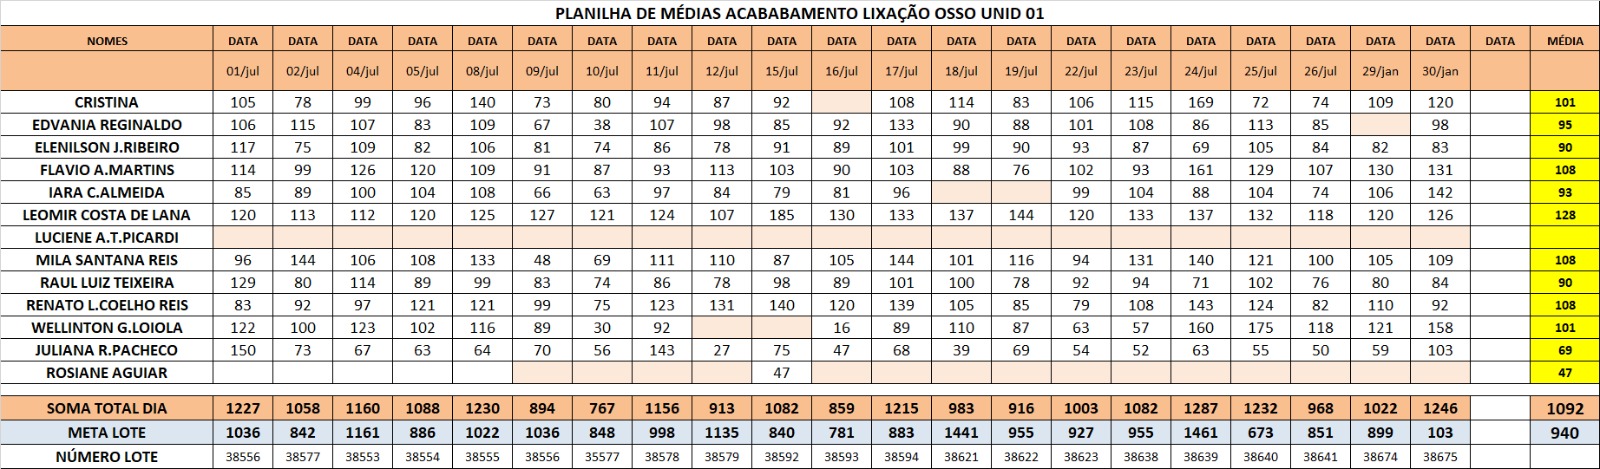 PLANILHA DE MÉDIAS ACABABAMENTO LIXAÇÃO OSSO UNID 01
NOMES DATA DATA DATA DATA DATA DATA DATA DATA DATA DATA DATA DATA DATA DATA DATA DATA DATA DATA DATA DATA DATA DATA MÉDIA
01/jul 02/jul 04/jul 05/jul 08/jul 09/jul 10/jul 11/jul 12/jul 15/jul 16/jul 17/jul 18/jul 19/jul 22/jul 23/jul 24/jul 25/jul 26/jul 29/jan 30/jan
CRISTINA 105 78 99 96 140 73 80 94 87 92 108 114 83 106 115 169 72 74 109 120 101
EDVANIA REGINALDO 106 115 107 83 109 67 38 107 98 85 92 133 90 88 101 108 86 113 85 98 95
ELENILSON J.RIBEIRO 117 75 109 82 106 81 74 86 78 91 89 101 99 90 93 87 69 105 84 82 83 90
FLAVIO A.MARTINS 114 99 126 120 109 91 87 93 113 103 90 103 88 76 102 93 161 129 107 130 131 108
IARA C.ALMEIDA 85 89 100 104 108 66 63 97 84 79 81 96 99 104 88 104 74 106 142 93
LEOMIR COSTA DE LANA 120 113 112 120 125 127 121 124 107 185 130 133 137 144 120 133 137 132 118 120 126 128
LUCIENE A.T.PICARDI
MILA SANTANA REIS 96 144 106 108 133 48 69 111 110 87 105 144 101 116 94 131 140 121 100 105 109 108
RAUL LUIZ TEIXEIRA 129 80 114 89 99 83 74 86 78 98 89 101 100 78 92 94 71 102 76 80 84 90
RENATO L.COELHO REIS 83 92 97 121 121 99 75 123 131 140 120 139 105 85 79 108 143 124 82 110 92 108
WELLINTON G.LOIOLA 122 100 123 102 116 89 30 92 16 89 110 87 63 57 160 175 118 121 158 101
JULIANA R.PACHECO 150 73 67 63 64 70 56 143 27 75 47 68 39 69 54 52 63 55 50 59 103 69
ROSIANE AGUIAR 47 47
SOMA TOTAL DIA 1227 1058 1160 1088 1230 894 767 1156 913 1082 859 1215 983 916 1003 1082 1287 1232 968 1022 1246 1092
META LOTE 1036 842 1161 886 1022 1036 848 998 1135 840 781 883 1441 955 927 955 1461 673 851 899 103 940
NÚMERO LOTE 38556 38577 38553 38554 38555 38556 35577 38578 38579 38592 38593 38594 38621 38622 38623 38638 38639 38640 38641 38674 38675